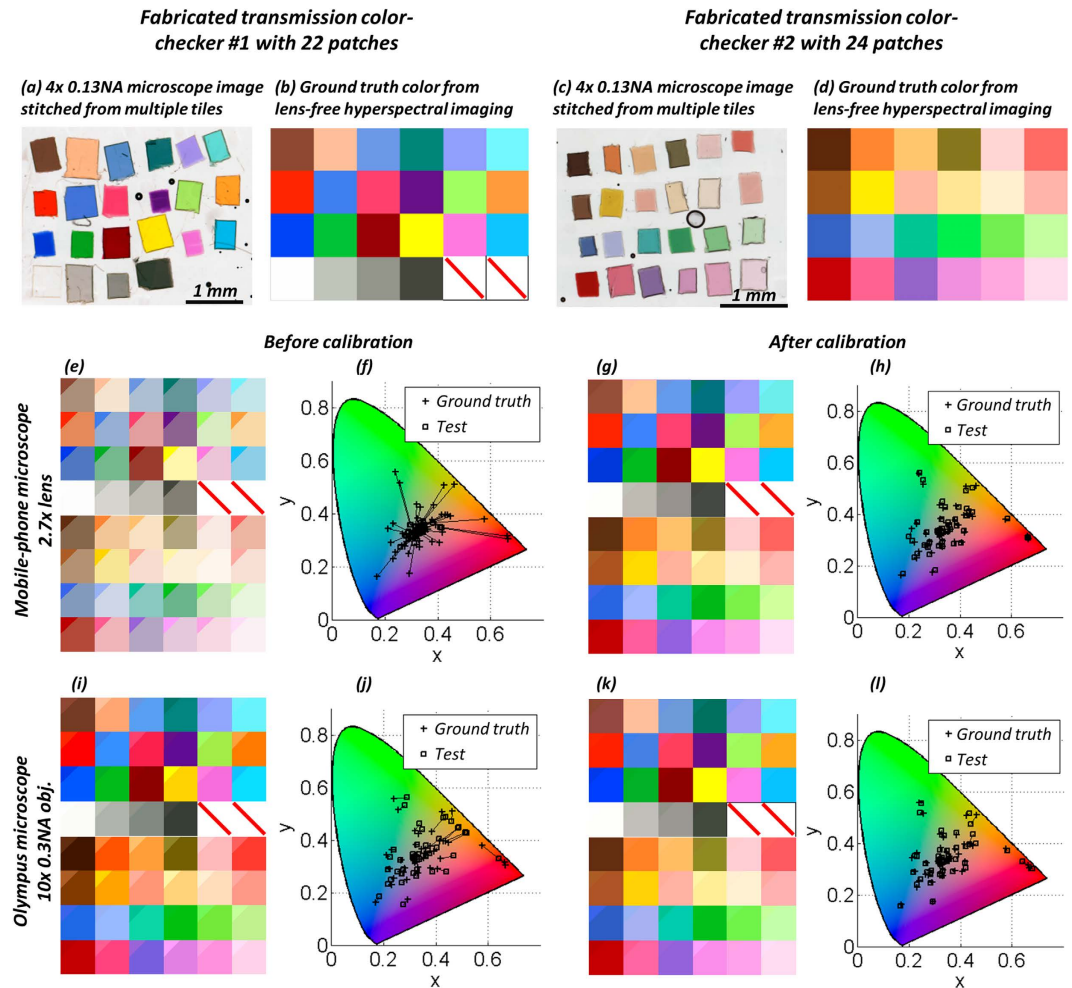 Fabricated transmission color-
checker #1 with 22 patches
Fabricated transmission color-
checker #2 with 24 patches
(a) 4x 0.13NA microscope image
stitched from multiple tiles
(b) Ground truth color from
lens-free hyperspectral imaging
(c) 4x 0.13NA microscope image
stitched from multiple tiles
(d) Ground truth color from
lens-free hyperspectral imaging
1 mm
1 mm
Before calibration
After calibration
Mobile-phone microscope
2.7x lens
(e)
(f)
0.8
0.6
y
0.4
0.2
0
0
0.2
0.4
0.6
x
Ground truth
Test
(g)
(h)
0.8
0.6
y
0.4
0.2
0
0
0.2
0.4
0.6
x
Ground truth
Test
Olympus microscope
10x 0.3NA obj.
(i)
(j)
0.8
0.6
y
0.4
0.2
0
0
0.2
0.4
0.6
x
Ground truth
Test
(k)
(l)
0.8
0.6
y
0.4
0.2
0
0
0.2
0.4
0.6
x
Ground truth
Test